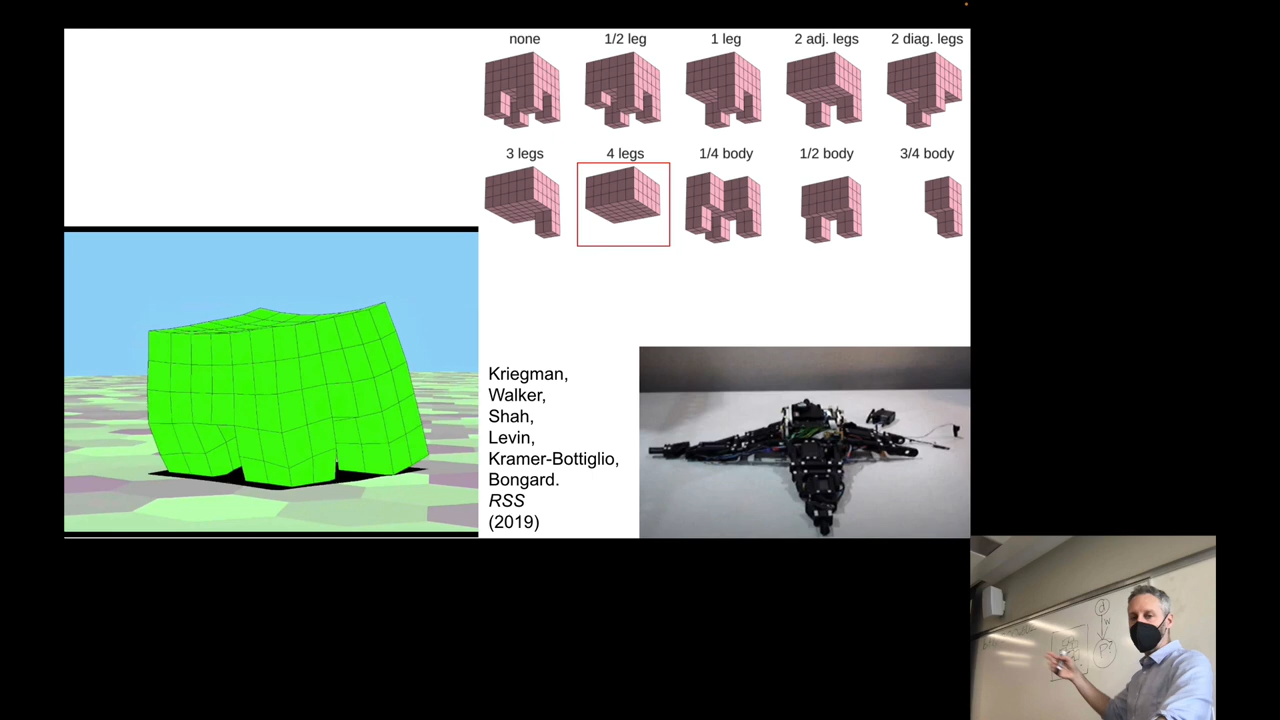 none
1/2 leg
1 leg
2 adj. legs
2 diag. legs
3 legs
4 legs
1/4 body
1/2 body
3/4 body
Kriegman,
Walker,
Shah,
Levin,
Kramer-Bottiglio,
Bongard.
RSS
(2019)
d
w
P?